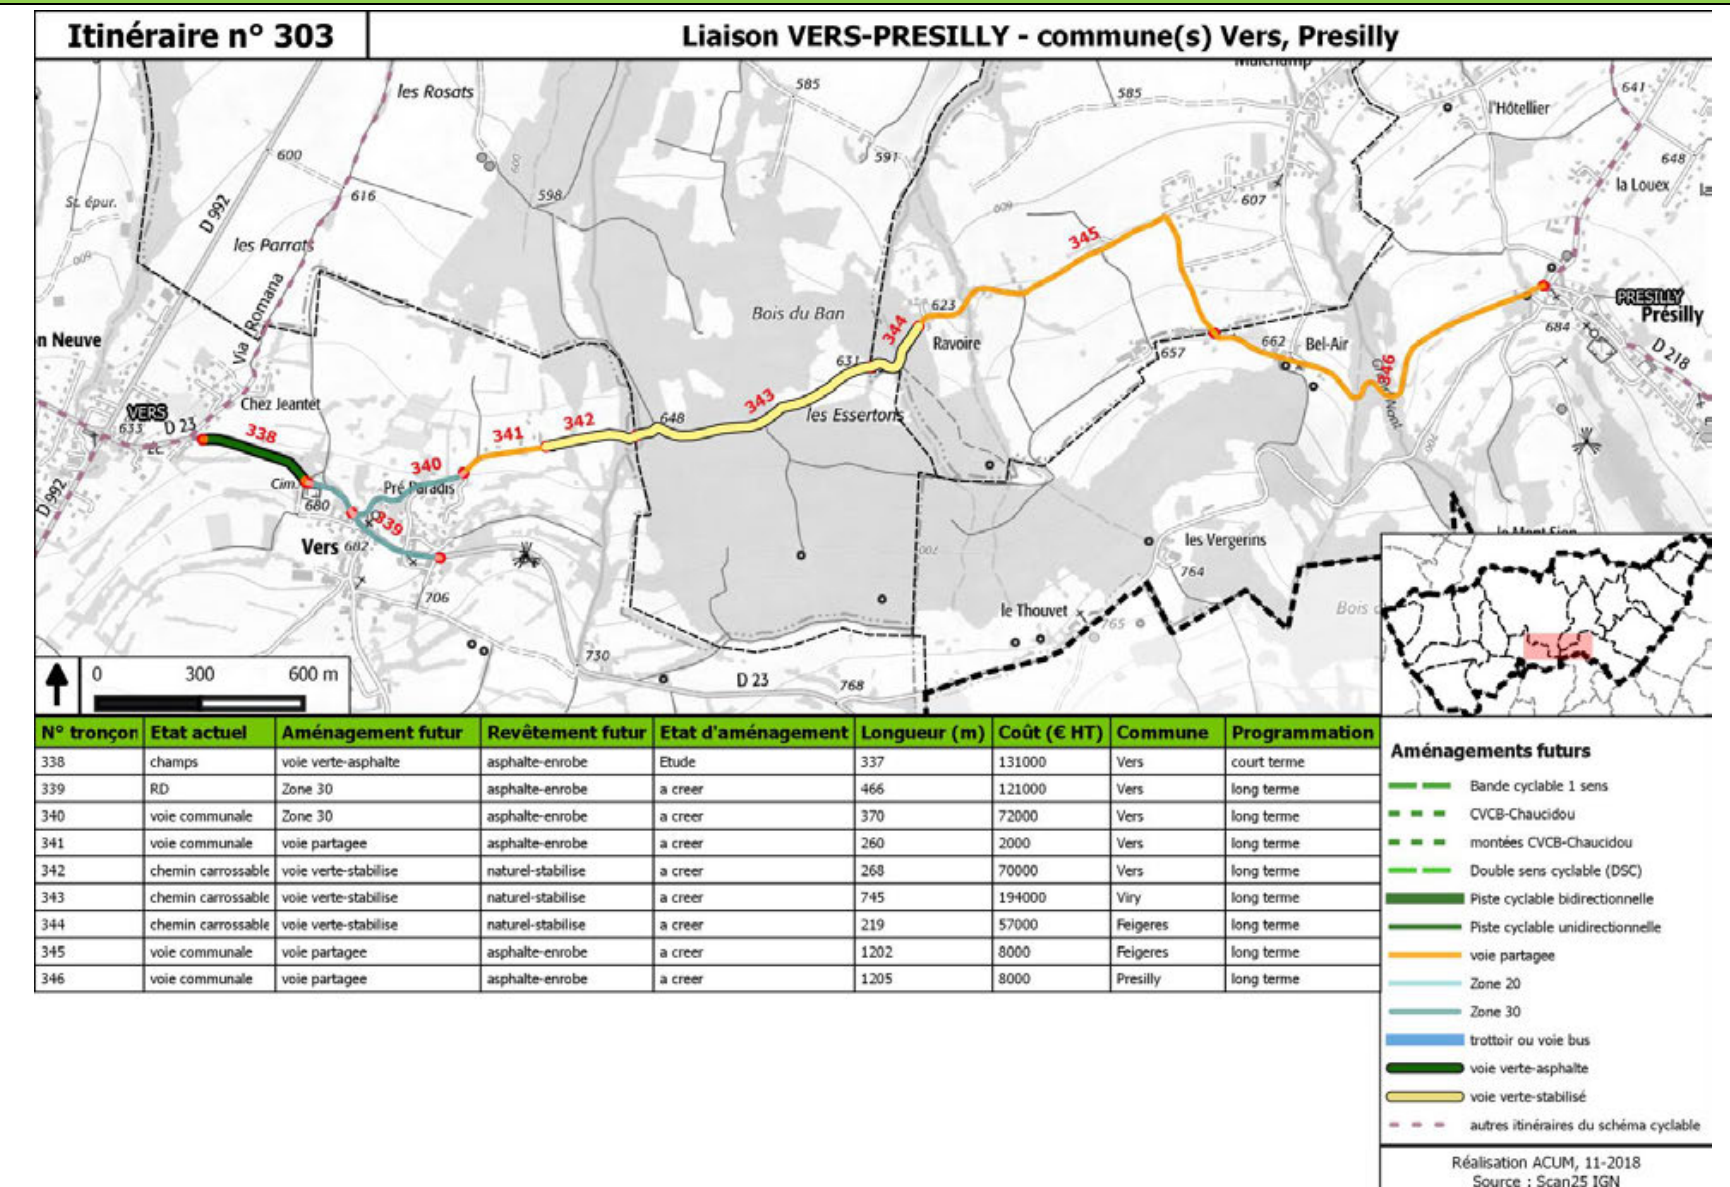 Itinéraire n° 303
Liaison VERS-PRESILLY - commune(s) Vers, Presilly
les Rosats
585
585
641
l'Hôtellier
600
591
648
616
598
la Louex
St. épur.
D 992
607
600
609
les Parrats
Via Romana
Bois du Ban
623
345
PRESILLY
Présilly
684
n Neuve
344
Ravoire
631
657
662
Bel-Air
D 218
346
Chez Jeantet
VERS
633
D 23
338
343
les Essertons
342
648
341
340
Cim.
Pré Paradis
680
339
D 992
Vers
682
700
les Vergerins
764
706
le Thouvet
765
730
D 23
768
0 300 600 m
N° tronçon Etat actuel Aménagement futur Revêtement futur Etat d'aménagement Longueur (m) Coût (€ HT) Commune Programmation
338 champs voie verte-asphalte asphalte-enrobe Etude 337 131000 Vers court terme
339 RD Zone 30 asphalte-enrobe a creer 466 121000 Vers long terme
340 voie communale Zone 30 asphalte-enrobe a creer 370 72000 Vers long terme
341 voie communale voie partagee asphalte-enrobe a creer 260 2000 Vers long terme
342 chemin carrossable voie verte-stabilise naturel-stabilise a creer 268 70000 Vers long terme
343 chemin carrossable voie verte-stabilise naturel-stabilise a creer 745 194000 Viry long terme
344 chemin carrossable voie verte-stabilise naturel-stabilise a creer 219 57000 Feigeres long terme
345 voie communale voie partagee asphalte-enrobe a creer 1202 8000 Feigeres long terme
346 voie communale voie partagee asphalte-enrobe a creer 1205 8000 Presilly long terme
Aménagements futurs
Bande cyclable 1 sens
CVCB-Chaucidou
montées CVCB-Chaucidou
Double sens cyclable (DSC)
Piste cyclable bidirectionnelle
Piste cyclable unidirectionnelle
voie partagee
Zone 20
Zone 30
trottoir ou voie bus
voie verte-asphalte
voie verte-stabilisé
autres itinéraires du schéma cyclable
Réalisation ACUM, 11-2018
Source : Scan25 IGN